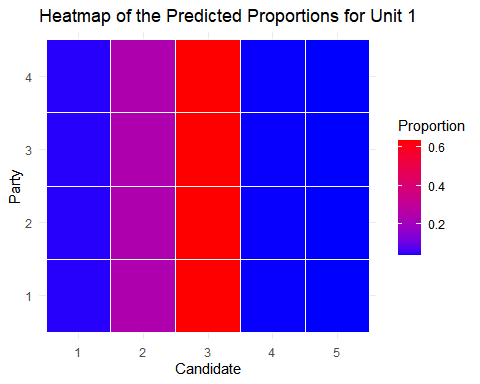 Heatmap of the Predicted Proportions for Unit 1
Party
4
3
2
1
1 2 3 4 5
Candidate
Proportion
0.6
0.4
0.2